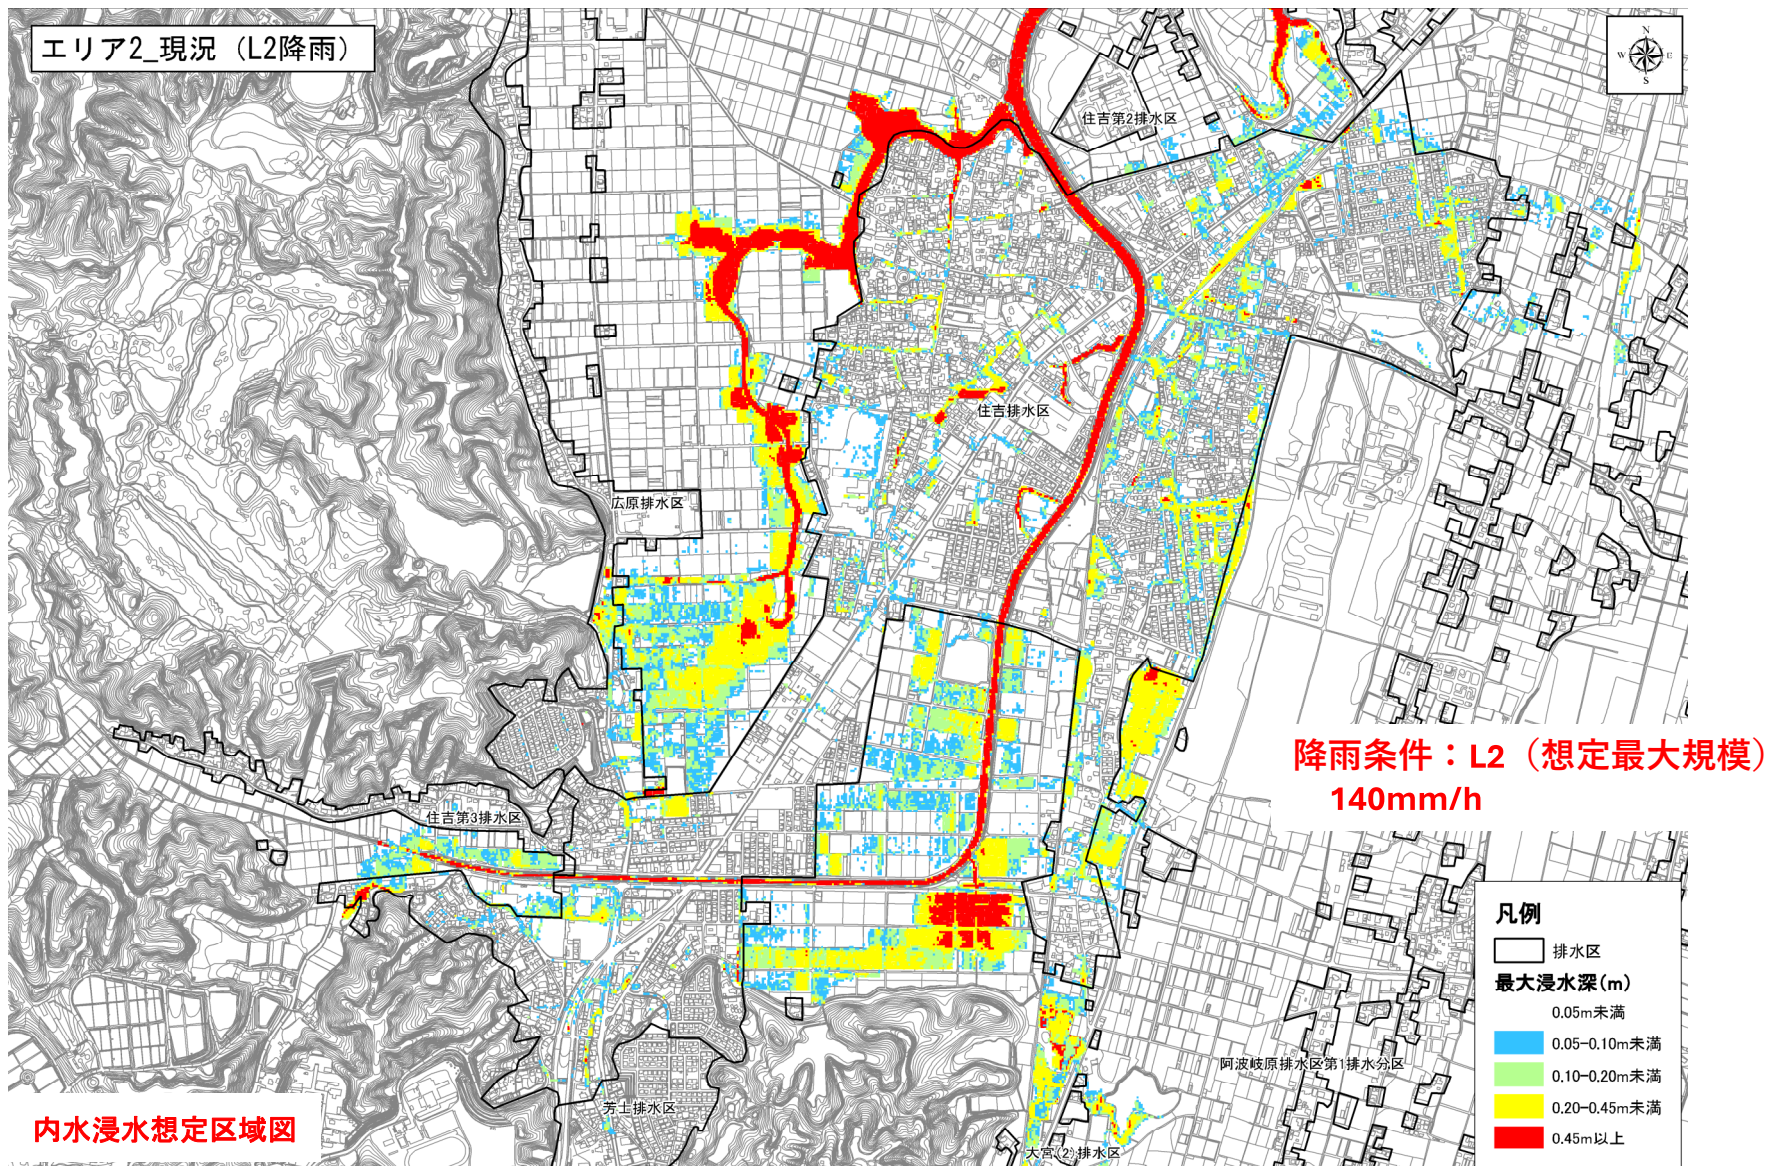 エリア2_現況（L2降雨）
N
W
E
S
住吉第2排水区
住吉排水区
広原排水区
降雨条件：L2（想定最大規模）
140mm/h
住吉第3排水区
凡例
排水区
最大浸水深(m)
0.05m未満
0.05-0.10m未満
0.10-0.20m未満
0.20-0.45m未満
0.45m以上
阿波岐原排水区第1排水分区
芳士排水区
内水浸水想定区域図
大宮(2)排水区